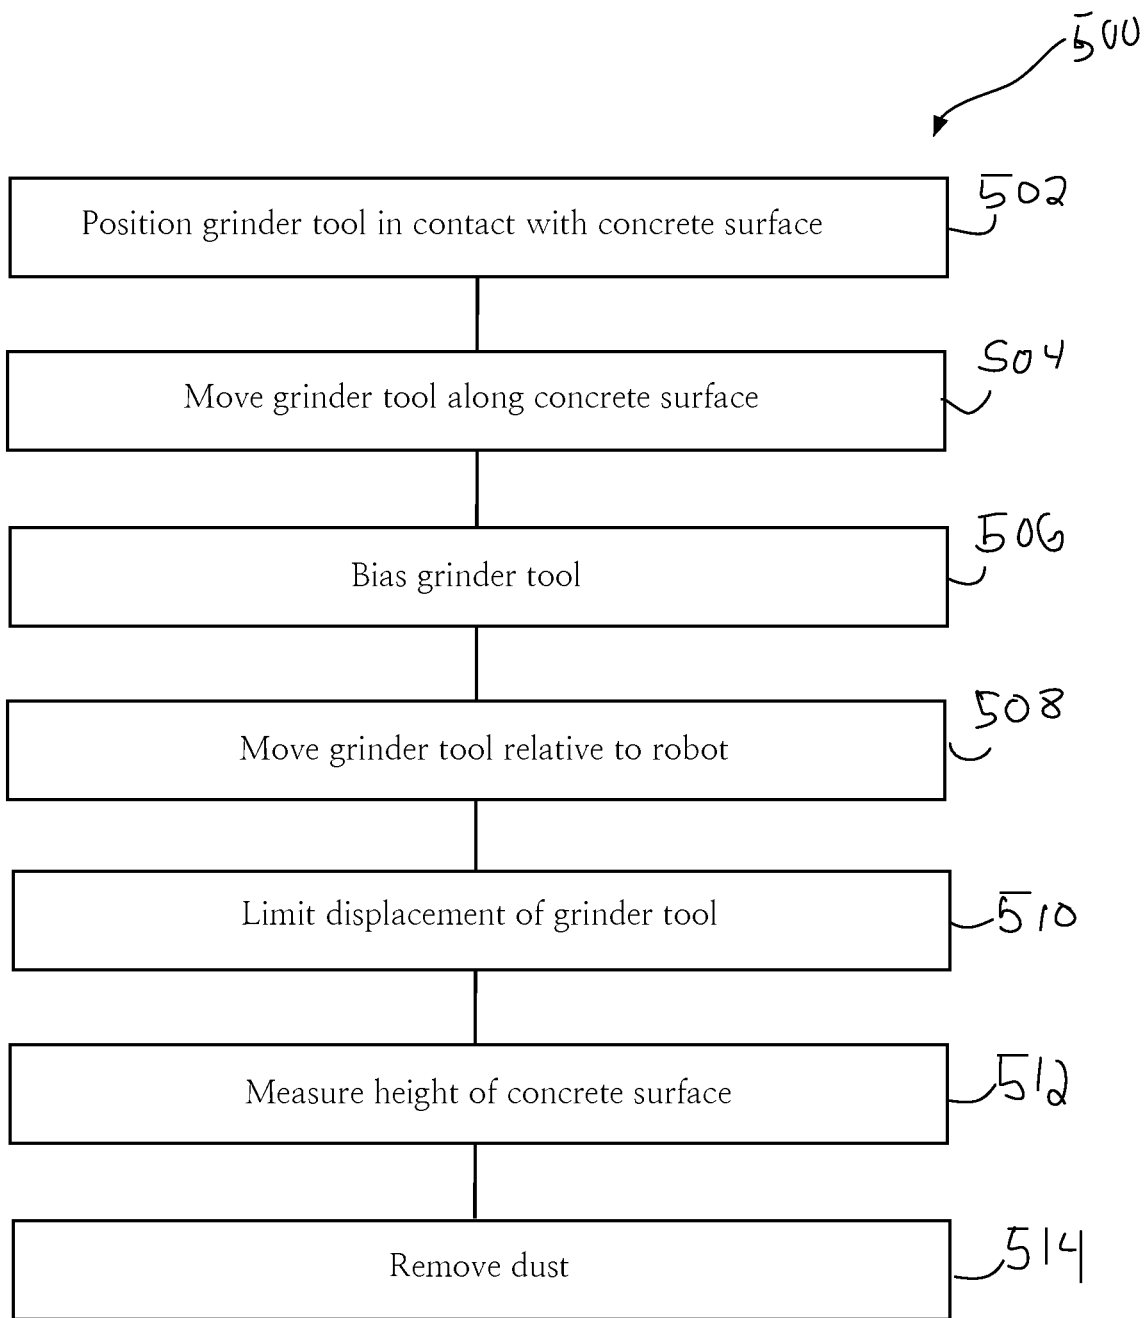 500
Position grinder tool in contact with concrete surface
502
Move grinder tool along concrete surface
504
Bias grinder tool
506
Move grinder tool relative to robot
508
Limit displacement of grinder tool
510
Measure height of concrete surface
512
Remove dust
514